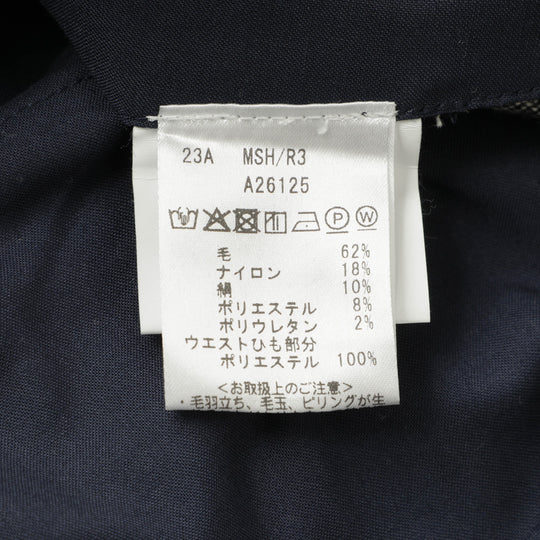 23A MSH/R3
A26125
毛 62%
ナイロン 18%
絹 10%
ポリエステル 8%
ポリウレタン 2%
ウエストひも部分
ポリエステル 100%
<お取扱上のご注意>
・毛羽立ち、毛玉、ピリングが生